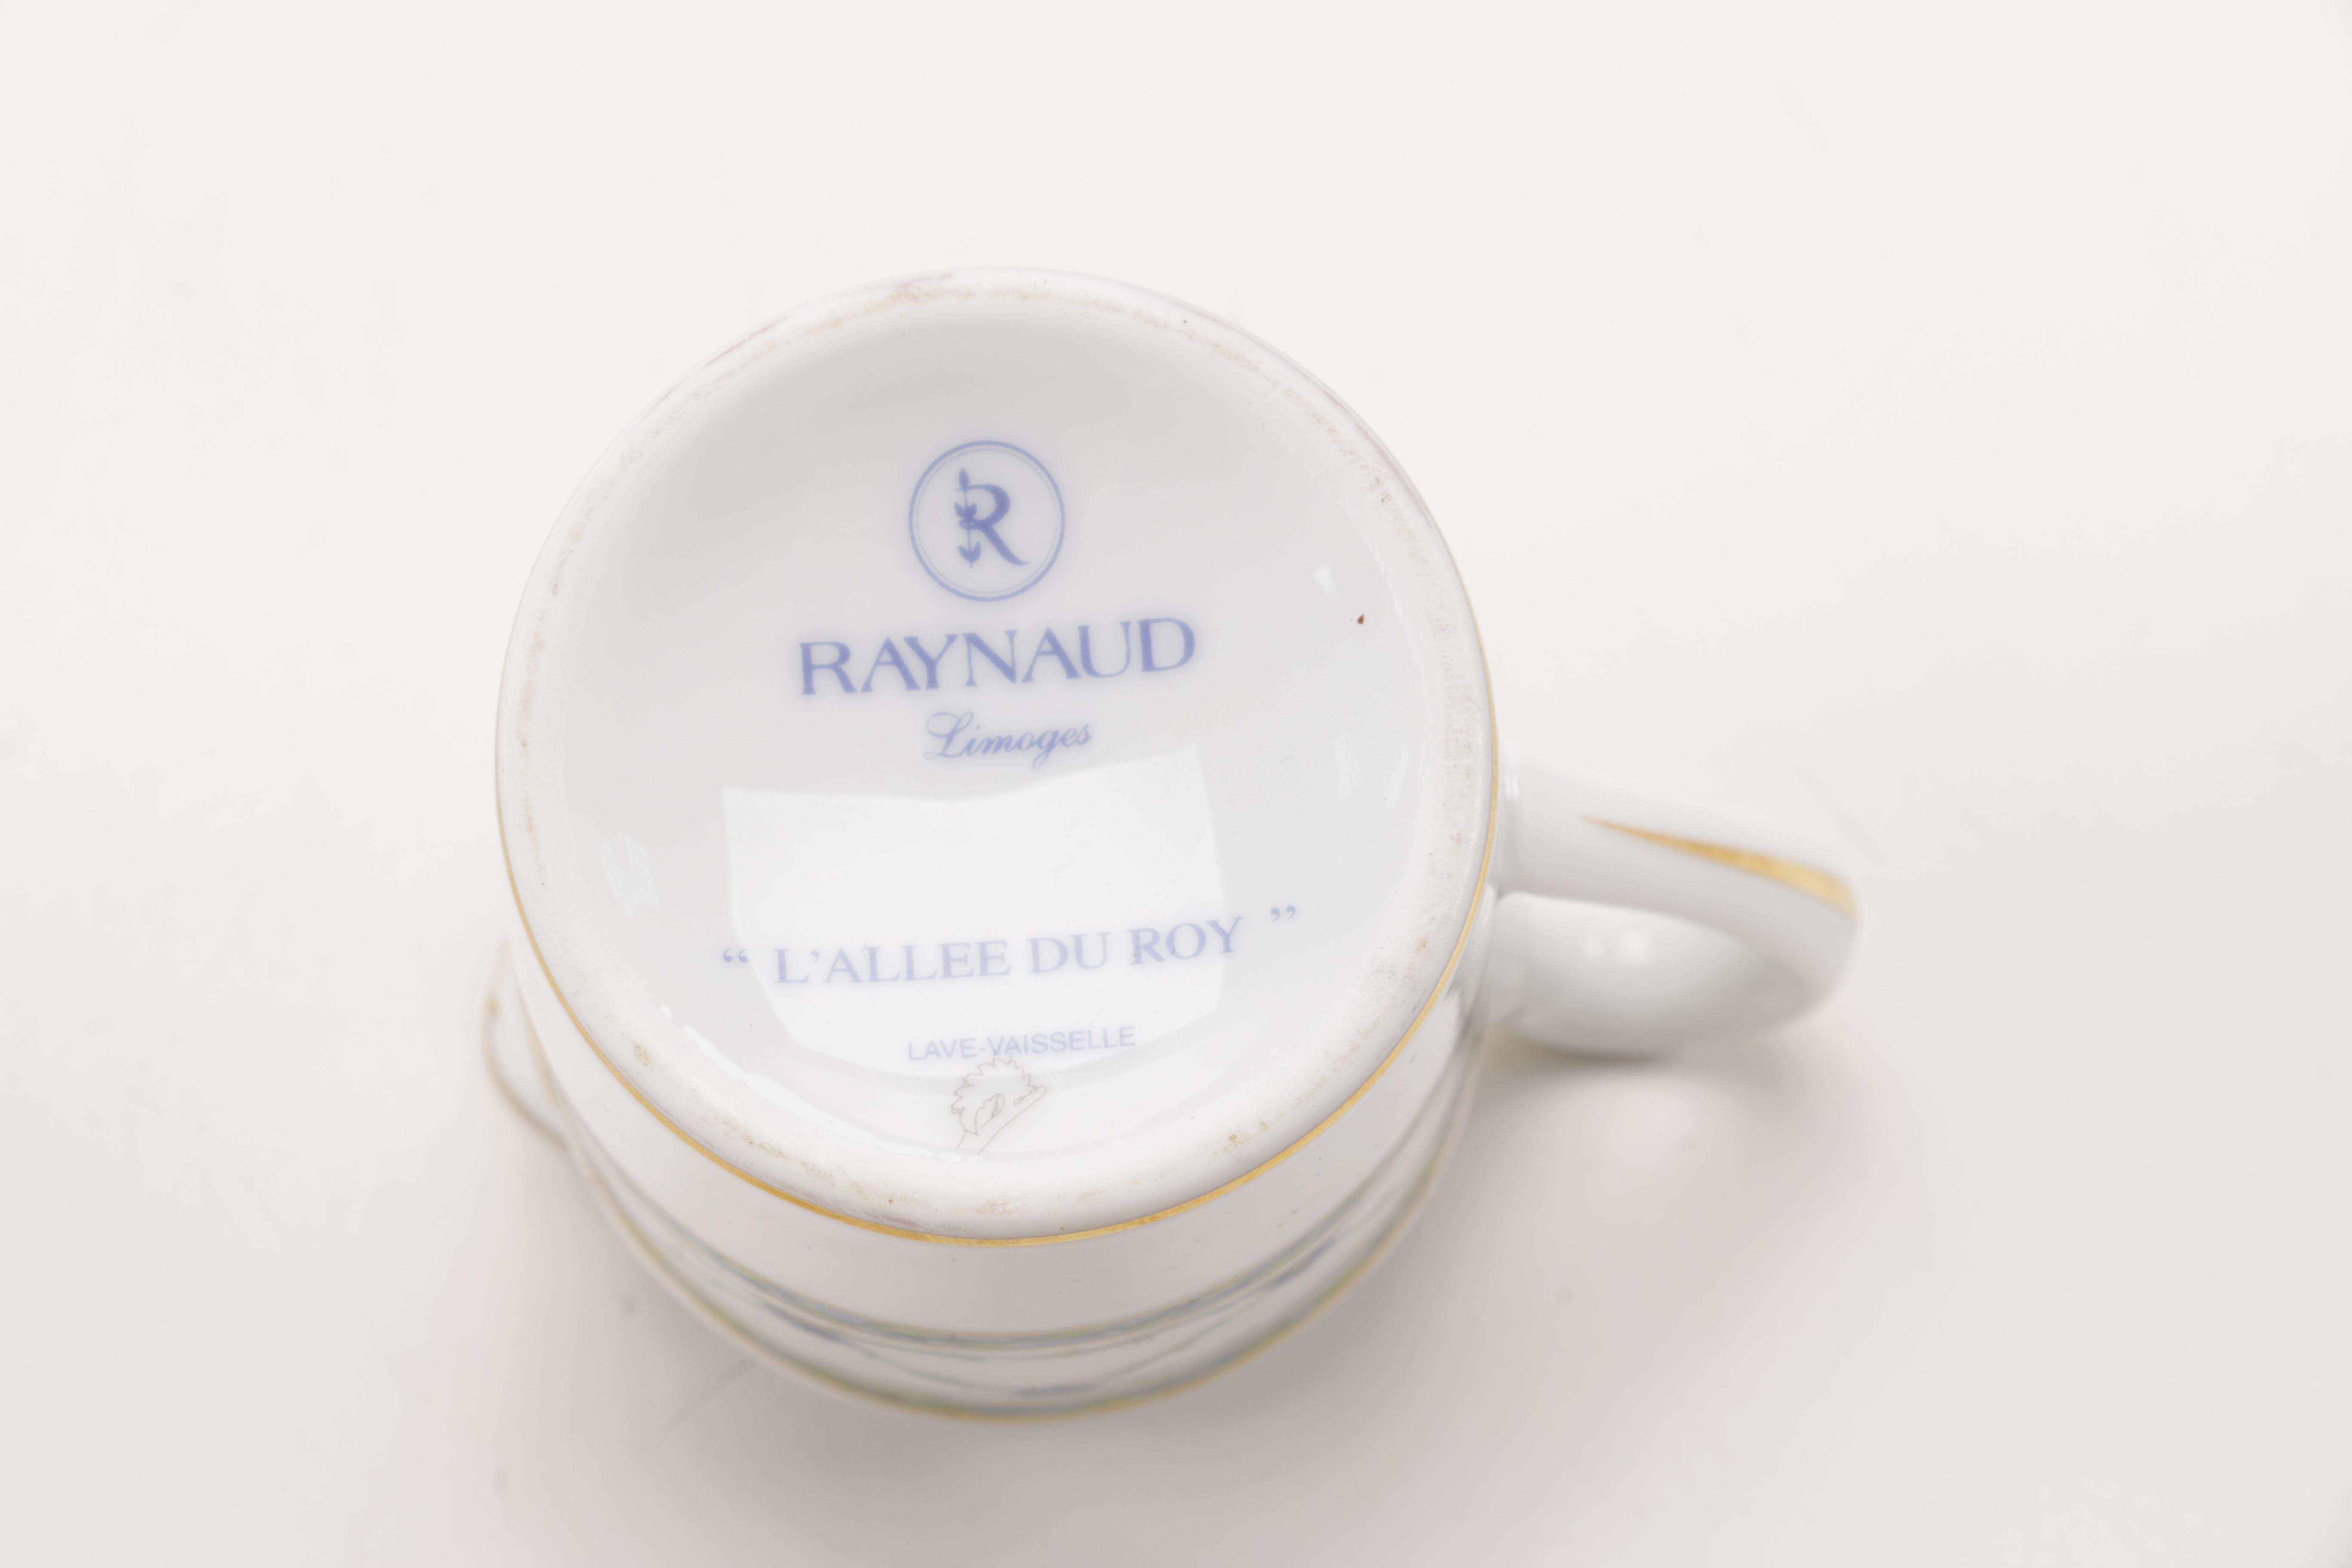 R
RAYNAUD
Limoges
“ L’ALLEE DU ROY ”
LAVE-VAISSELLE